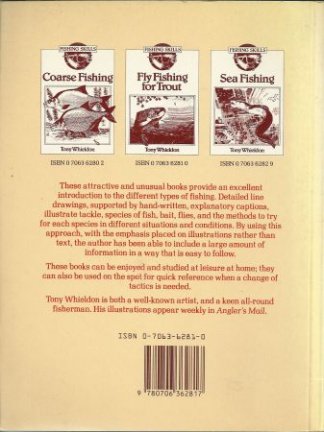 FISHING SKILLS
FISHING SKILLS
FISHING SKILLS
Coarse Fishing
Fly Fishing
for Trout
Sea Fishing
Tony Whieldon
Tony Whieldon
Tony Whieldon
ISBN 0 7063 6280 2
ISBN 0 7063 6281 0
ISBN 0 7063 6282 9
These attractive and unusual books provide an excellent
introduction to the different types of fishing. Detailed line
drawings, supported by hand-written, explanatory captions,
illustrate tackle, species of fish, bait, flies, and the methods to try
for each species in different situations and conditions. By using this
approach, with the emphasis placed on illustrations rather than
text, the author has been able to include a large amount of
information in a way that is easy to follow.
These books can be enjoyed and studied at leisure at home; they
can also be used on the spot for quick reference when a change of
tactics is needed.
Tony Whieldon is both a well-known artist, and a keen all-round
fisherman. His illustrations appear weekly in Angler's Mail.
ISBN 0-7063-6281-0
9 780706 362817